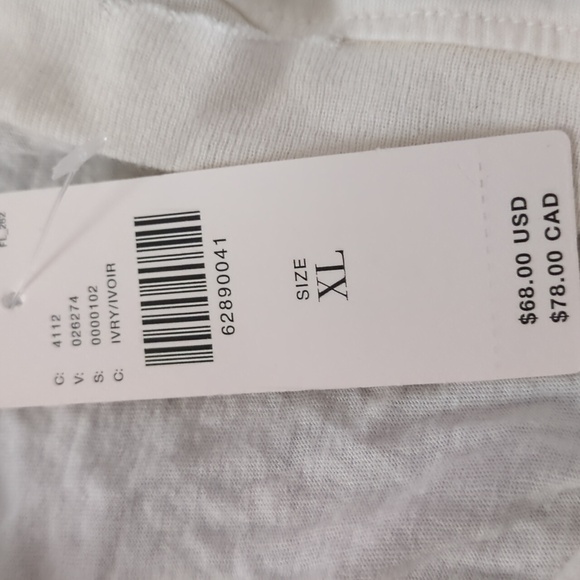 C: 4112
V: 026274
S: 0000102
C: IVRY/IVOIR
62890041
SIZE
XL
$68.00 USD
$78.00 CAD